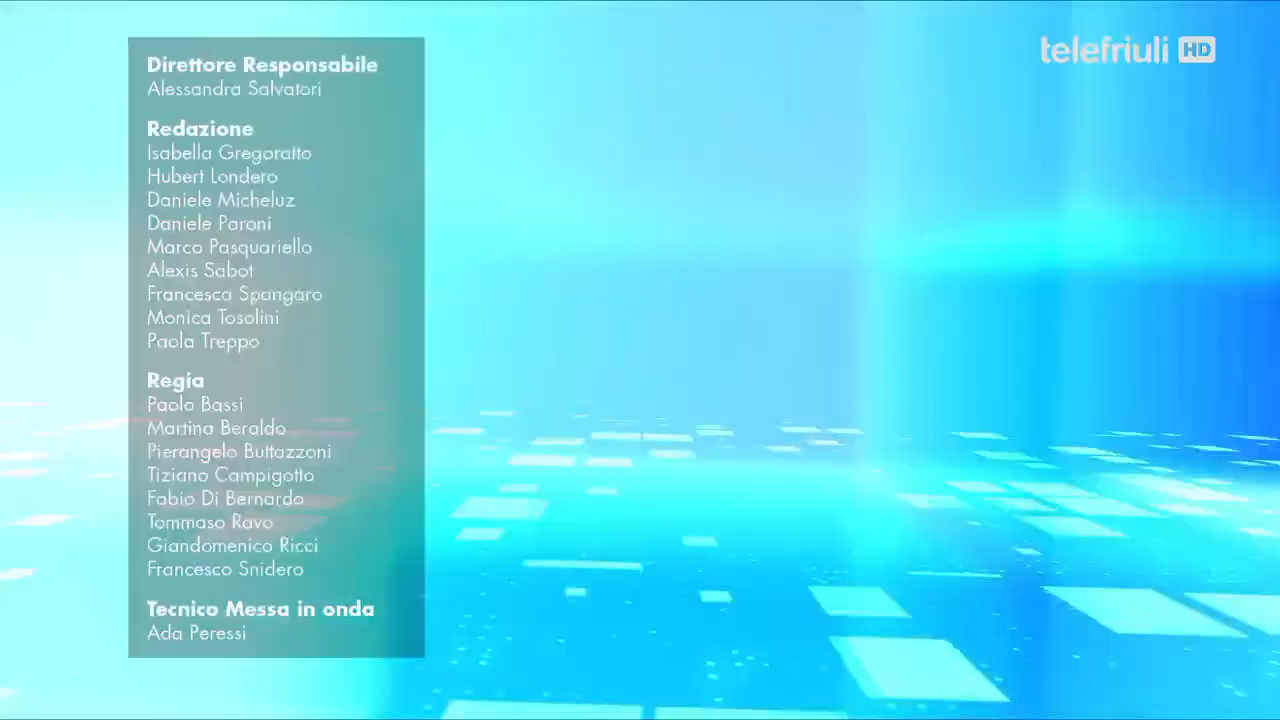 telefriuli HD
Direttore Responsabile
Alessandra Salvatori
Redazione
Isabella Gregoratto
Hubert Londero
Daniele Micheluz
Daniele Paroni
Marco Pasquariello
Alexis Sabot
Francesca Spangaro
Monica Tosolini
Paola Treppo
Regia
Paolo Bassi
Martina Beraldo
Pierangelo Buttazzoni
Tiziano Campigotto
Fabio Di Bernardo
Tommaso Ravo
Giandomenico Ricci
Francesco Snidero
Tecnico Messa in onda
Ada Peressi